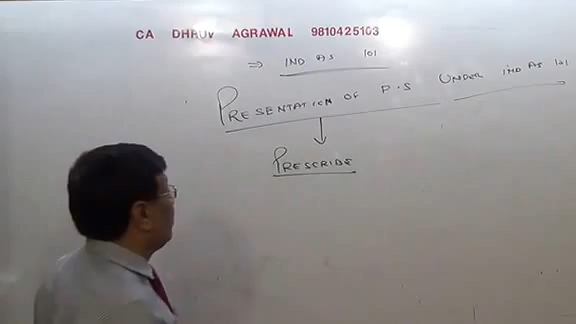 CA DHRUV AGRAWAL 9810425103
⇒ IND AS 101
PRESENTATION OF F.S UNDER IND AS 101
PRESCRIBE